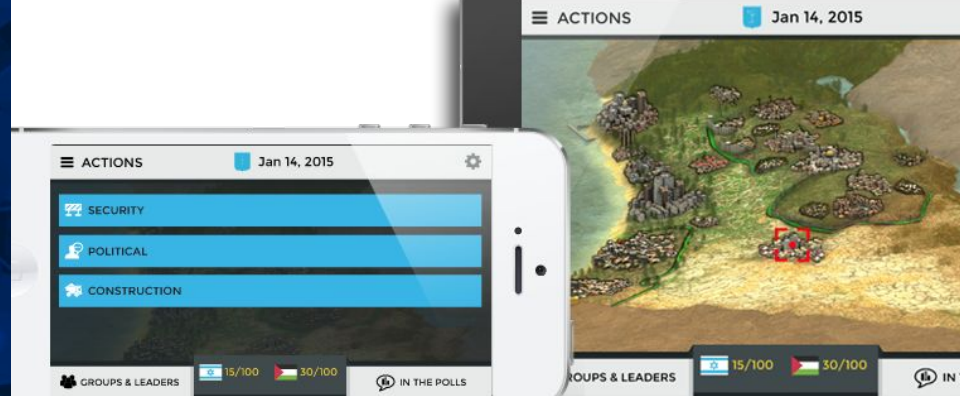 ACTIONS
Jan 14, 2015
SECURITY
POLITICAL
CONSTRUCTION
GROUPS & LEADERS
15/100
30/100
IN THE POLLS
ACTIONS
Jan 14, 2015
ROUPS & LEADERS
15/100
30/100
IN